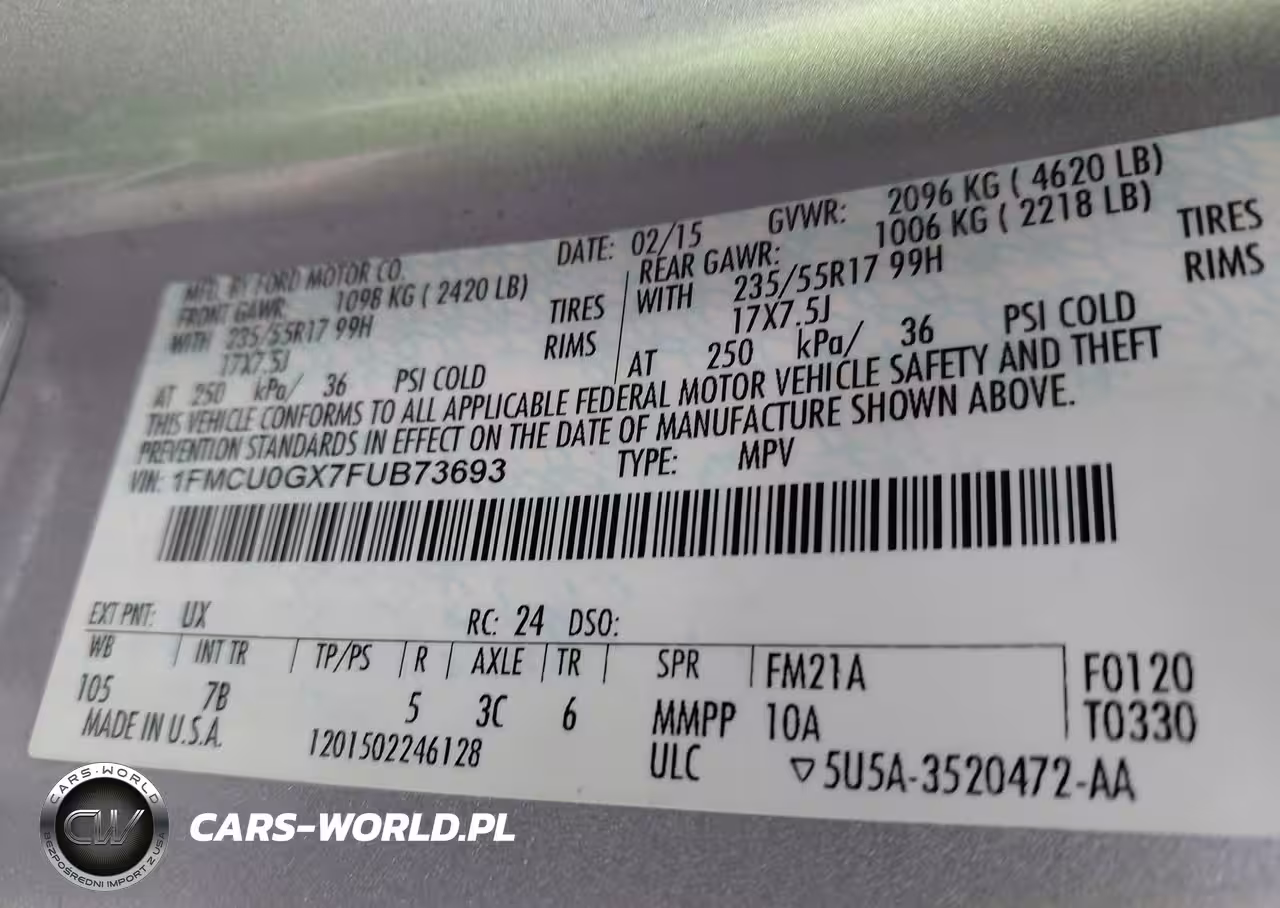 MFD. BY FORD MOTOR CO. DATE: 02/15 GVWR: 2096 KG ( 4620 LB)
FRONT GAWR: 1098 KG ( 2420 LB) REAR GAWR: 1006 KG ( 2218 LB)
WITH 235/55R17 99H TIRES WITH 235/55R17 99H TIRES
17X7.5J RIMS 17X7.5J RIMS
AT 250 kPa/ 36 PSI COLD AT 250 kPa/ 36 PSI COLD
THIS VEHICLE CONFORMS TO ALL APPLICABLE FEDERAL MOTOR VEHICLE SAFETY AND THEFT
PREVENTION STANDARDS IN EFFECT ON THE DATE OF MANUFACTURE SHOWN ABOVE.
VIN: 1FMCU0GX7FUB73693 TYPE: MPV
EXT PNT: UX RC: 24 DSO:
WB INT TR TP/PS R AXLE TR SPR FM21A F0120
105 7B 5 3C 6 MMPP 10A T0330
MADE IN U.S.A. 1201502246128 ULC ▽5U5A-3520472-AA
CARS-WORLD
CW
BEZPOŚREDNI IMPORT Z USA
CARS-WORLD.PL